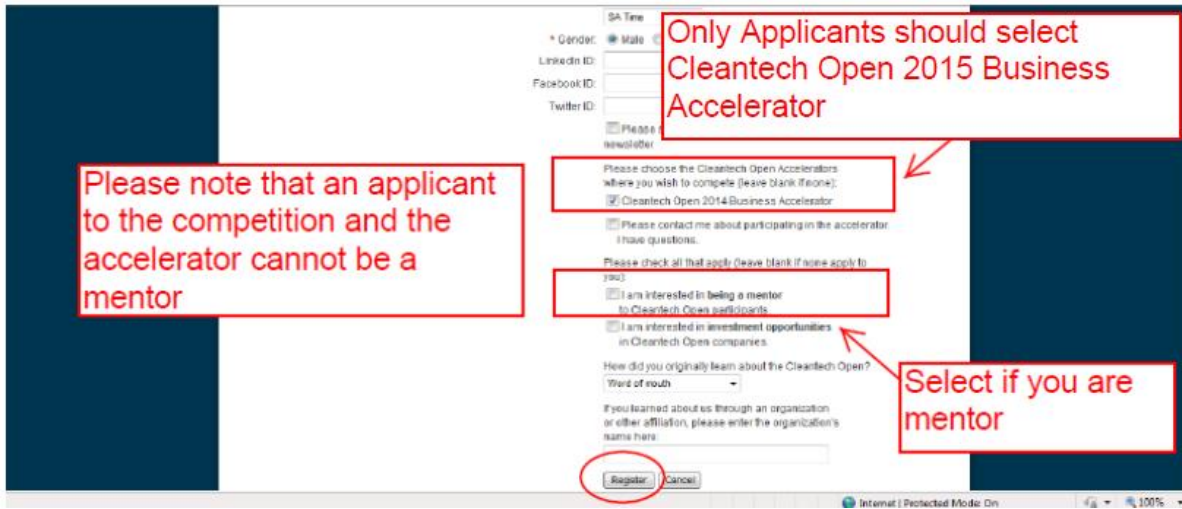 SA Time
* Gender: Male
LinkedIn ID:
Facebook ID:
Twitter ID:
Only Applicants should select
Cleantech Open 2015 Business
Accelerator
Please
newsletter
Please note that an applicant
to the competition and the
accelerator cannot be a
mentor
Please choose the Cleantech Open Accelerators
where you wish to compete (leave blank if none):
Cleantech Open 2014 Business Accelerator
Please contact me about participating in the accelerator.
I have questions.
Please check all that apply (leave blank if none apply to
you):
I am interested in being a mentor
to Cleantech Open participants.
I am interested in investment opportunities
in Cleantech Open companies.
How did you originally learn about the Cleantech Open?
Word of mouth
Select if you are
mentor
If you learned about us through an organization
or other affiliation, please enter the organization's
name here:
Register Cancel
Internet | Protected Mode: On 100%